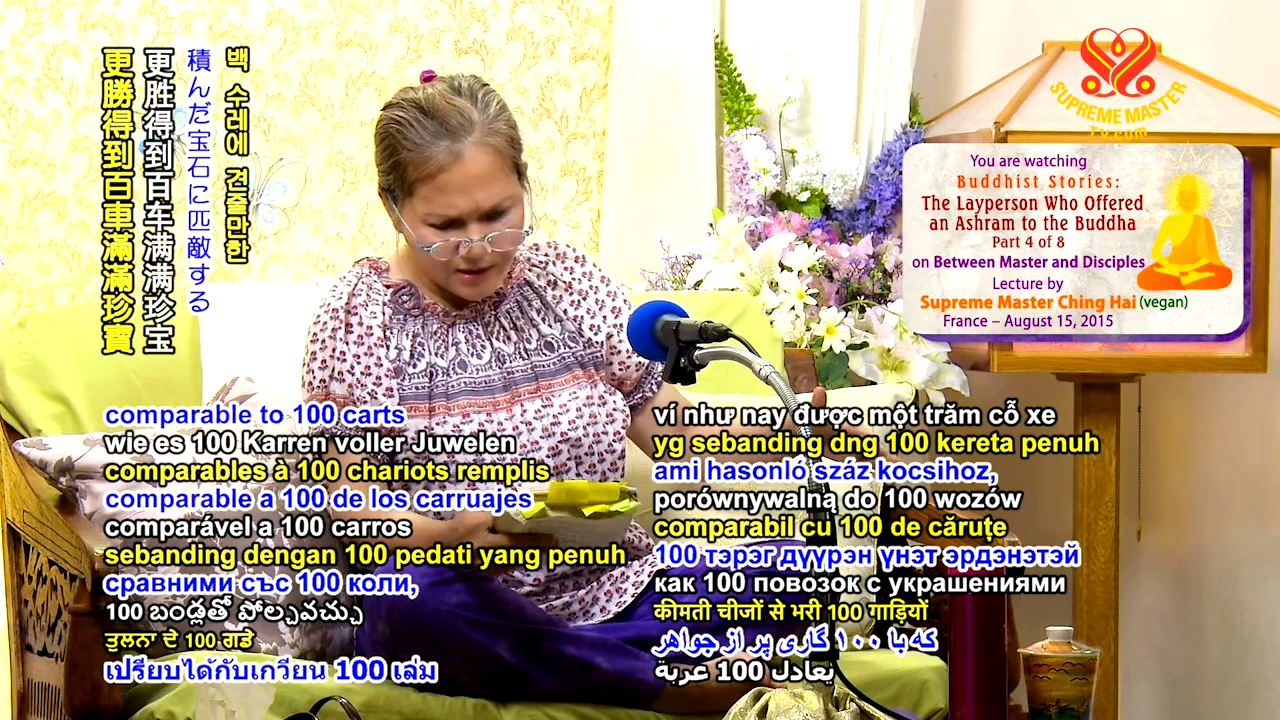 SUPREME MASTER
TV.com
You are watching
Buddhist Stories:
The Layperson Who Offered
an Ashram to the Buddha
Part 4 of 8
on Between Master and Disciples
Lecture by
Supreme Master Ching Hai (vegan)
France – August 15, 2015
백 수레에 견줄만한
積んだ宝石に匹敵する
更胜得到百车满满珍宝
更勝得到百車滿滿珍寶
comparable to 100 carts
wie es 100 Karren voller Juwelen
comparables à 100 chariots remplis
comparable a 100 de los carruajes
comparável a 100 carros
sebanding dengan 100 pedati yang penuh
сравними със 100 коли,
100 బండ్లతో పోల్చవచ్చు
ਤੁਲਨਾ ਦੇ 100 ਗਡੇ
เปรียบได้กับเกวียน 100 เล่ม
ví như nay được một trăm cỗ xe
yg sebanding dng 100 kereta penuh
ami hasonló száz kocsihoz,
porównywalną do 100 wozów
comparabil cu 100 de căruțe
100 тэрэг дүүрэн үнэт эрдэнэтэй
как 100 повозок с украшениями
कीमती चीजों से भरी 100 गाड़ियों
که با ۱۰۰ گاری پر از جواهر
يعادل 100 عربة